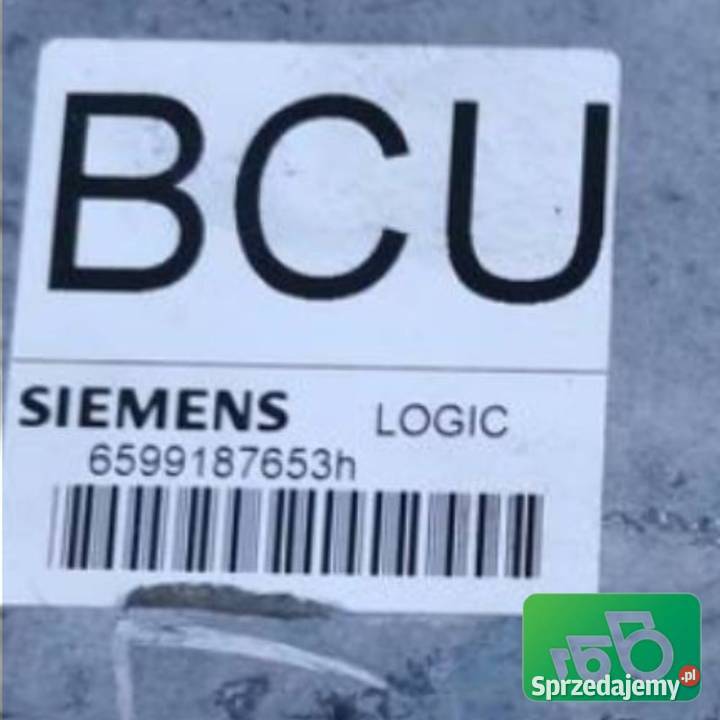 BCU
SIEMENS LOGIC
6599187653h
Sprzedajemy.pl